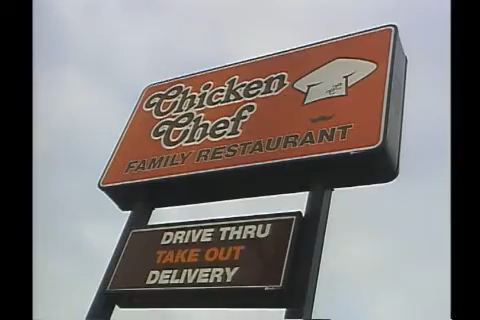 Chicken
Chef
FAMILY RESTAURANT
DRIVE THRU
TAKE OUT
DELIVERY